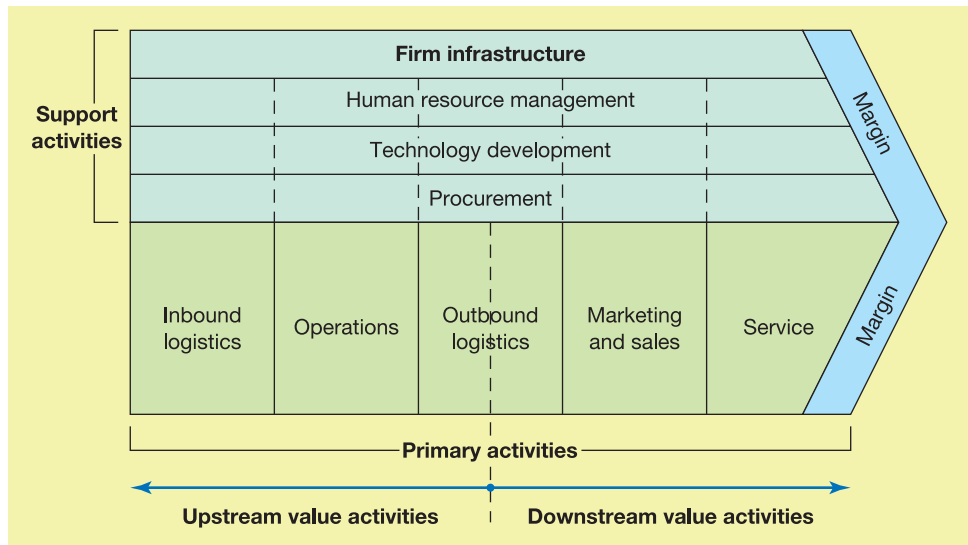 Firm infrastructure
Support
activities
Human resource management
Technology development
Procurement
Margin
Margin
Inbound
logistics
Operations
Outbound
logistics
Marketing
and sales
Service
Primary activities
Upstream value activities
Downstream value activities